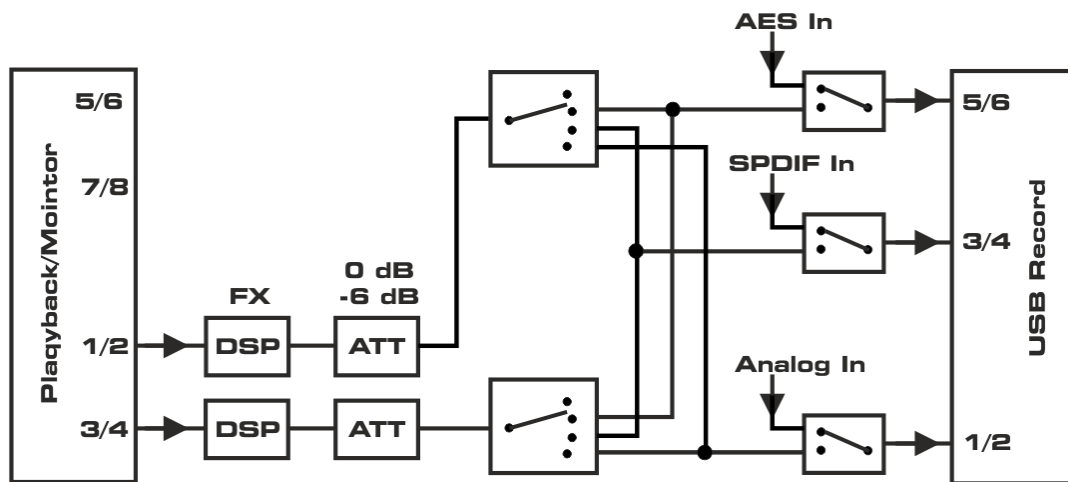 AES In
5/6
5/6
7/8
SPDIF In
3/4
Plaqyback/Mointor
USB Record
0 dB
-6 dB
FX
1/2
DSP
ATT
Analog In
3/4
DSP
ATT
1/2